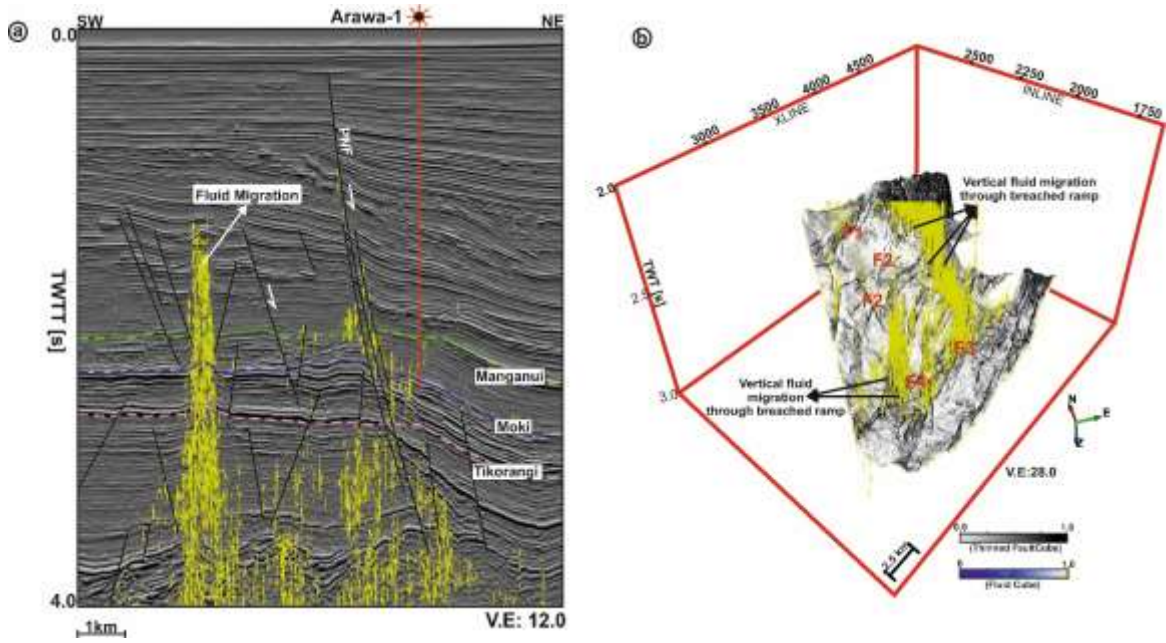 a
SW
Arawa-1
NE
0.0
PNF
Fluid Migration
TWTT [s]
Manganui
Moki
Tikorangi
4.0
V.E: 12.0
1km
b
4500
4000
3500
3000
XLINE
2500
2250
2000
1750
INLINE
2.0
Vertical fluid migration
through breached ramp
F2
F2
TWT [s]
2.5
3.0
Vertical fluid
migration
through breached ramp
N
E
Z
V.E:28.0
2.5 km
0.0 1.0
(Thinned FaultCube)
0 1.0
(Fluid Cube)